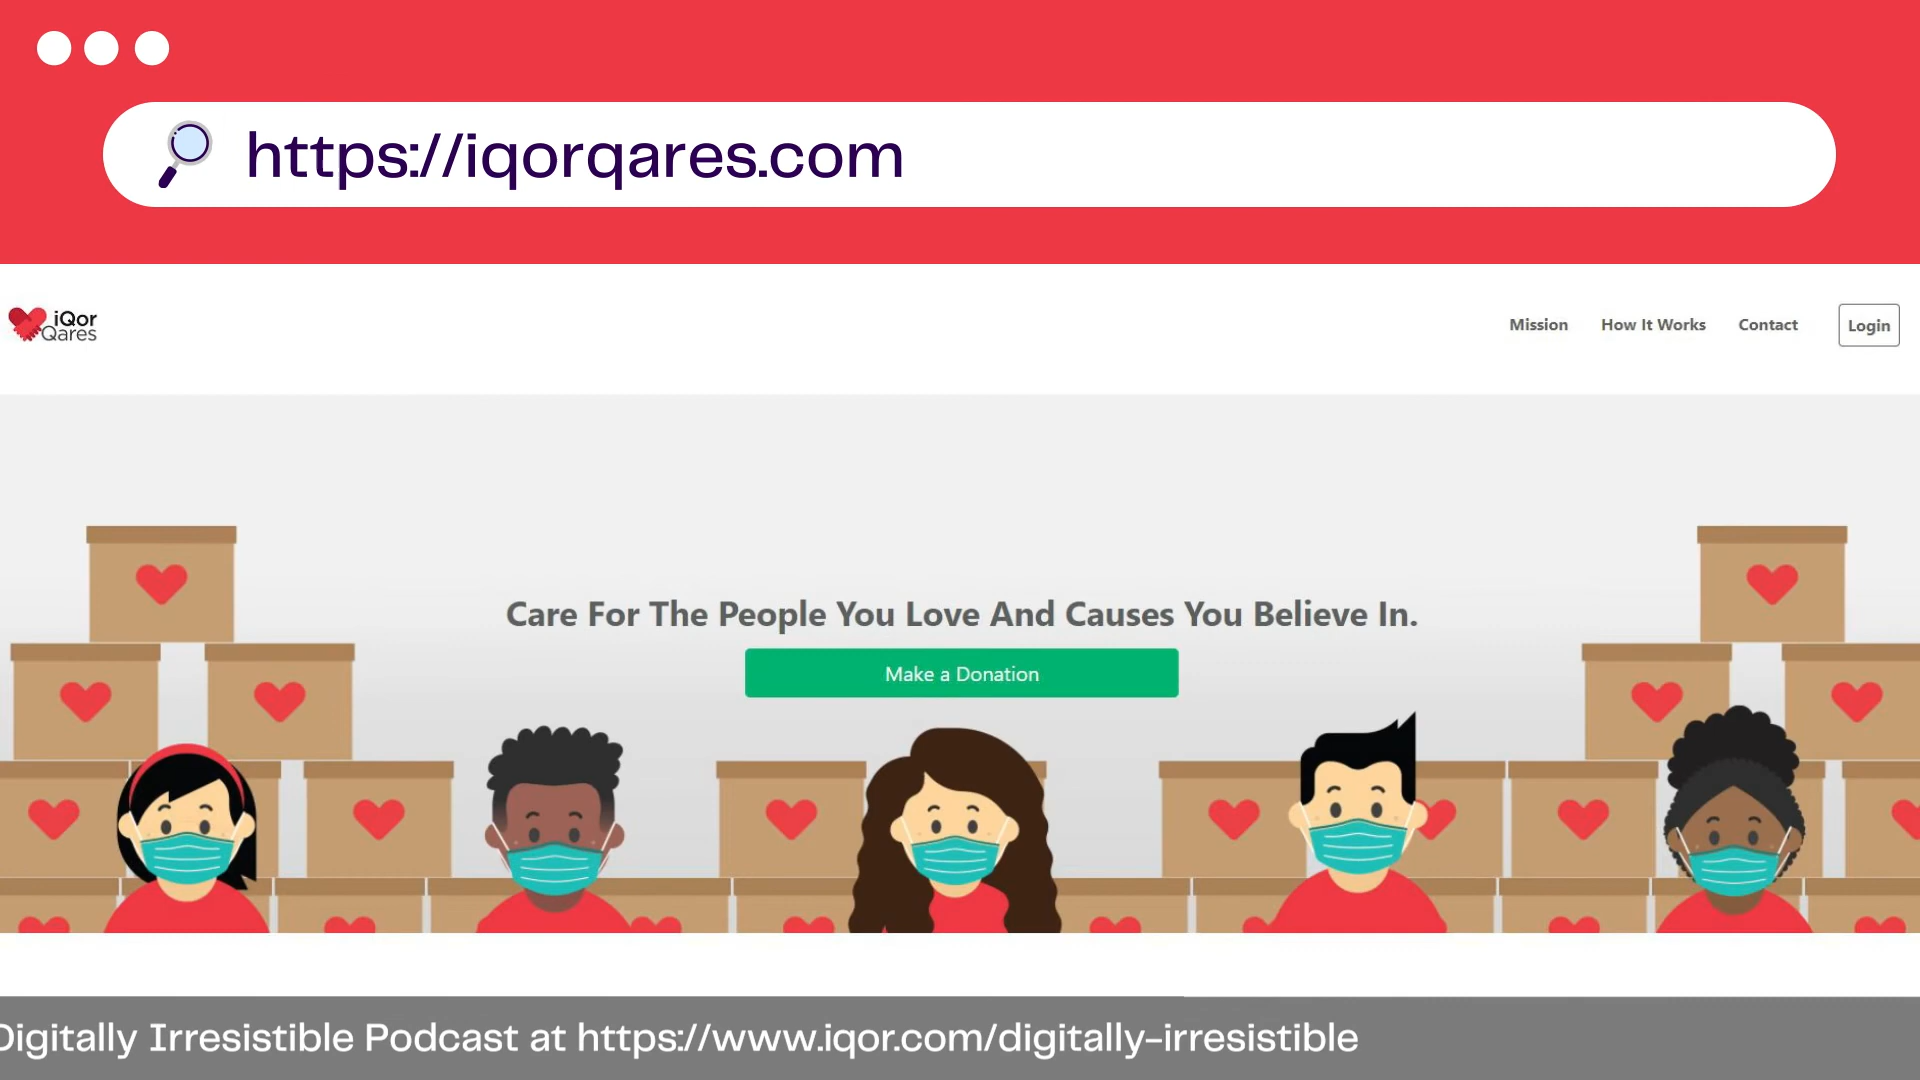 https://iqorqares.com
iQor
Qares
Mission
How It Works
Contact
Login
Care For The People You Love And Causes You Believe In.
Make a Donation
Digitally Irresistible Podcast at https://www.iqor.com/digitally-irresistible